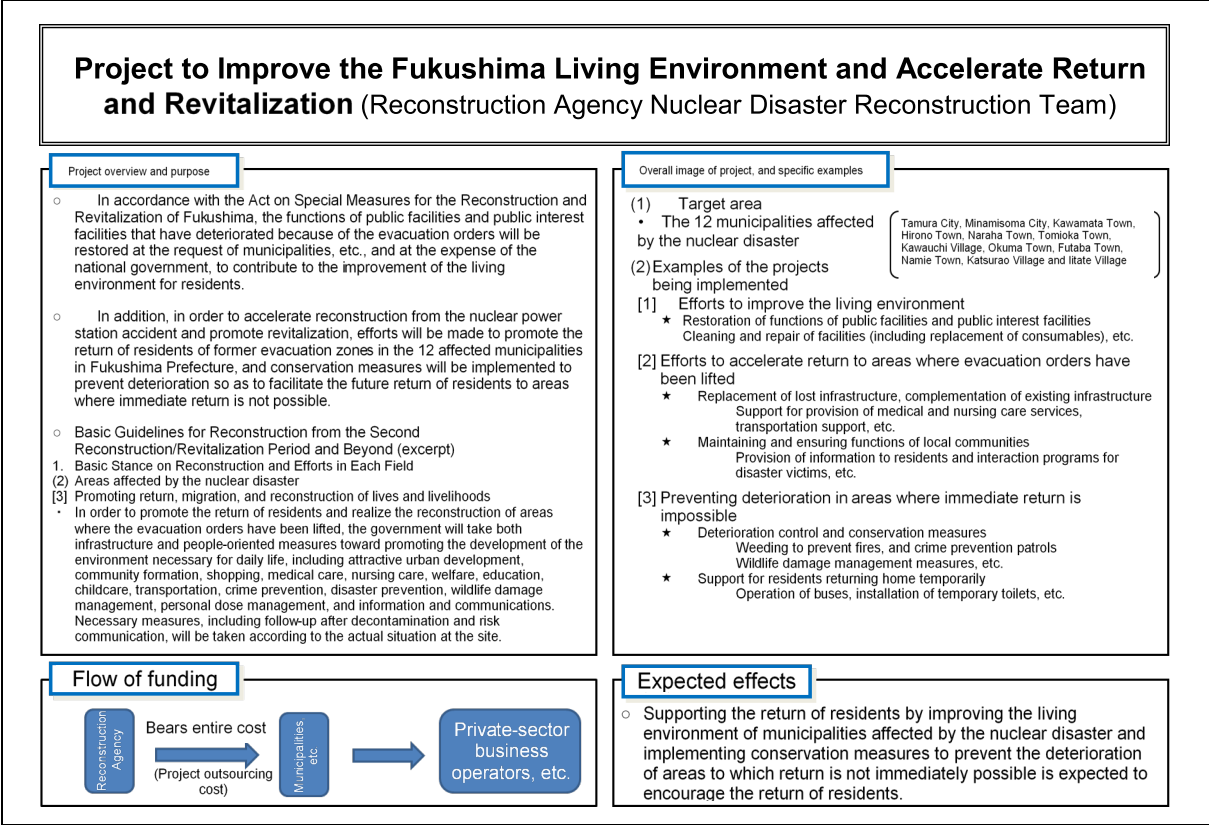 Project to Improve the Fukushima Living Environment and Accelerate Return
and Revitalization (Reconstruction Agency Nuclear Disaster Reconstruction Team)
Project overview and purpose
○ In accordance with the Act on Special Measures for the Reconstruction and
Revitalization of Fukushima, the functions of public facilities and public interest
facilities that have deteriorated because of the evacuation orders will be
restored at the request of municipalities, etc., and at the expense of the
national government, to contribute to the improvement of the living
environment for residents.
○ In addition, in order to accelerate reconstruction from the nuclear power
station accident and promote revitalization, efforts will be made to promote the
return of residents of former evacuation zones in the 12 affected municipalities
in Fukushima Prefecture, and conservation measures will be implemented to
prevent deterioration so as to facilitate the future return of residents to areas
where immediate return is not possible.
○ Basic Guidelines for Reconstruction from the Second
Reconstruction/Revitalization Period and Beyond (excerpt)
1. Basic Stance on Reconstruction and Efforts in Each Field
(2) Areas affected by the nuclear disaster
[3] Promoting return, migration, and reconstruction of lives and livelihoods
・ In order to promote the return of residents and realize the reconstruction of areas
where the evacuation orders have been lifted, the government will take both
infrastructure and people-oriented measures toward promoting the development of the
environment necessary for daily life, including attractive urban development,
community formation, shopping, medical care, nursing care, welfare, education,
childcare, transportation, crime prevention, disaster prevention, wildlife damage
management, personal dose management, and information and communications.
Necessary measures, including follow-up after decontamination and risk
communication, will be taken according to the actual situation at the site.
Overall image of project, and specific examples
(1) Target area
• The 12 municipalities affected
by the nuclear disaster
Tamura City, Minamisoma City, Kawamata Town,
Hirono Town, Naraha Town, Tomioka Town,
Kawauchi Village, Okuma Town, Futaba Town,
Namie Town, Katsurao Village and Iitate Village
(2) Examples of the projects
being implemented
[1] Efforts to improve the living environment
★ Restoration of functions of public facilities and public interest facilities
Cleaning and repair of facilities (including replacement of consumables), etc.
[2] Efforts to accelerate return to areas where evacuation orders have
been lifted
★ Replacement of lost infrastructure, complementation of existing infrastructure
Support for provision of medical and nursing care services,
transportation support, etc.
★ Maintaining and ensuring functions of local communities
Provision of information to residents and interaction programs for
disaster victims, etc.
[3] Preventing deterioration in areas where immediate return is
impossible
★ Deterioration control and conservation measures
Weeding to prevent fires, and crime prevention patrols
Wildlife damage management measures, etc.
★ Support for residents returning home temporarily
Operation of buses, installation of temporary toilets, etc.
Flow of funding
Reconstruction
Agency
Bears entire cost
(Project outsourcing
cost)
Municipalities,
etc
Private-sector
business
operators, etc.
Expected effects
○ Supporting the return of residents by improving the living
environment of municipalities affected by the nuclear disaster and
implementing conservation measures to prevent the deterioration
of areas to which return is not immediately possible is expected to
encourage the return of residents.